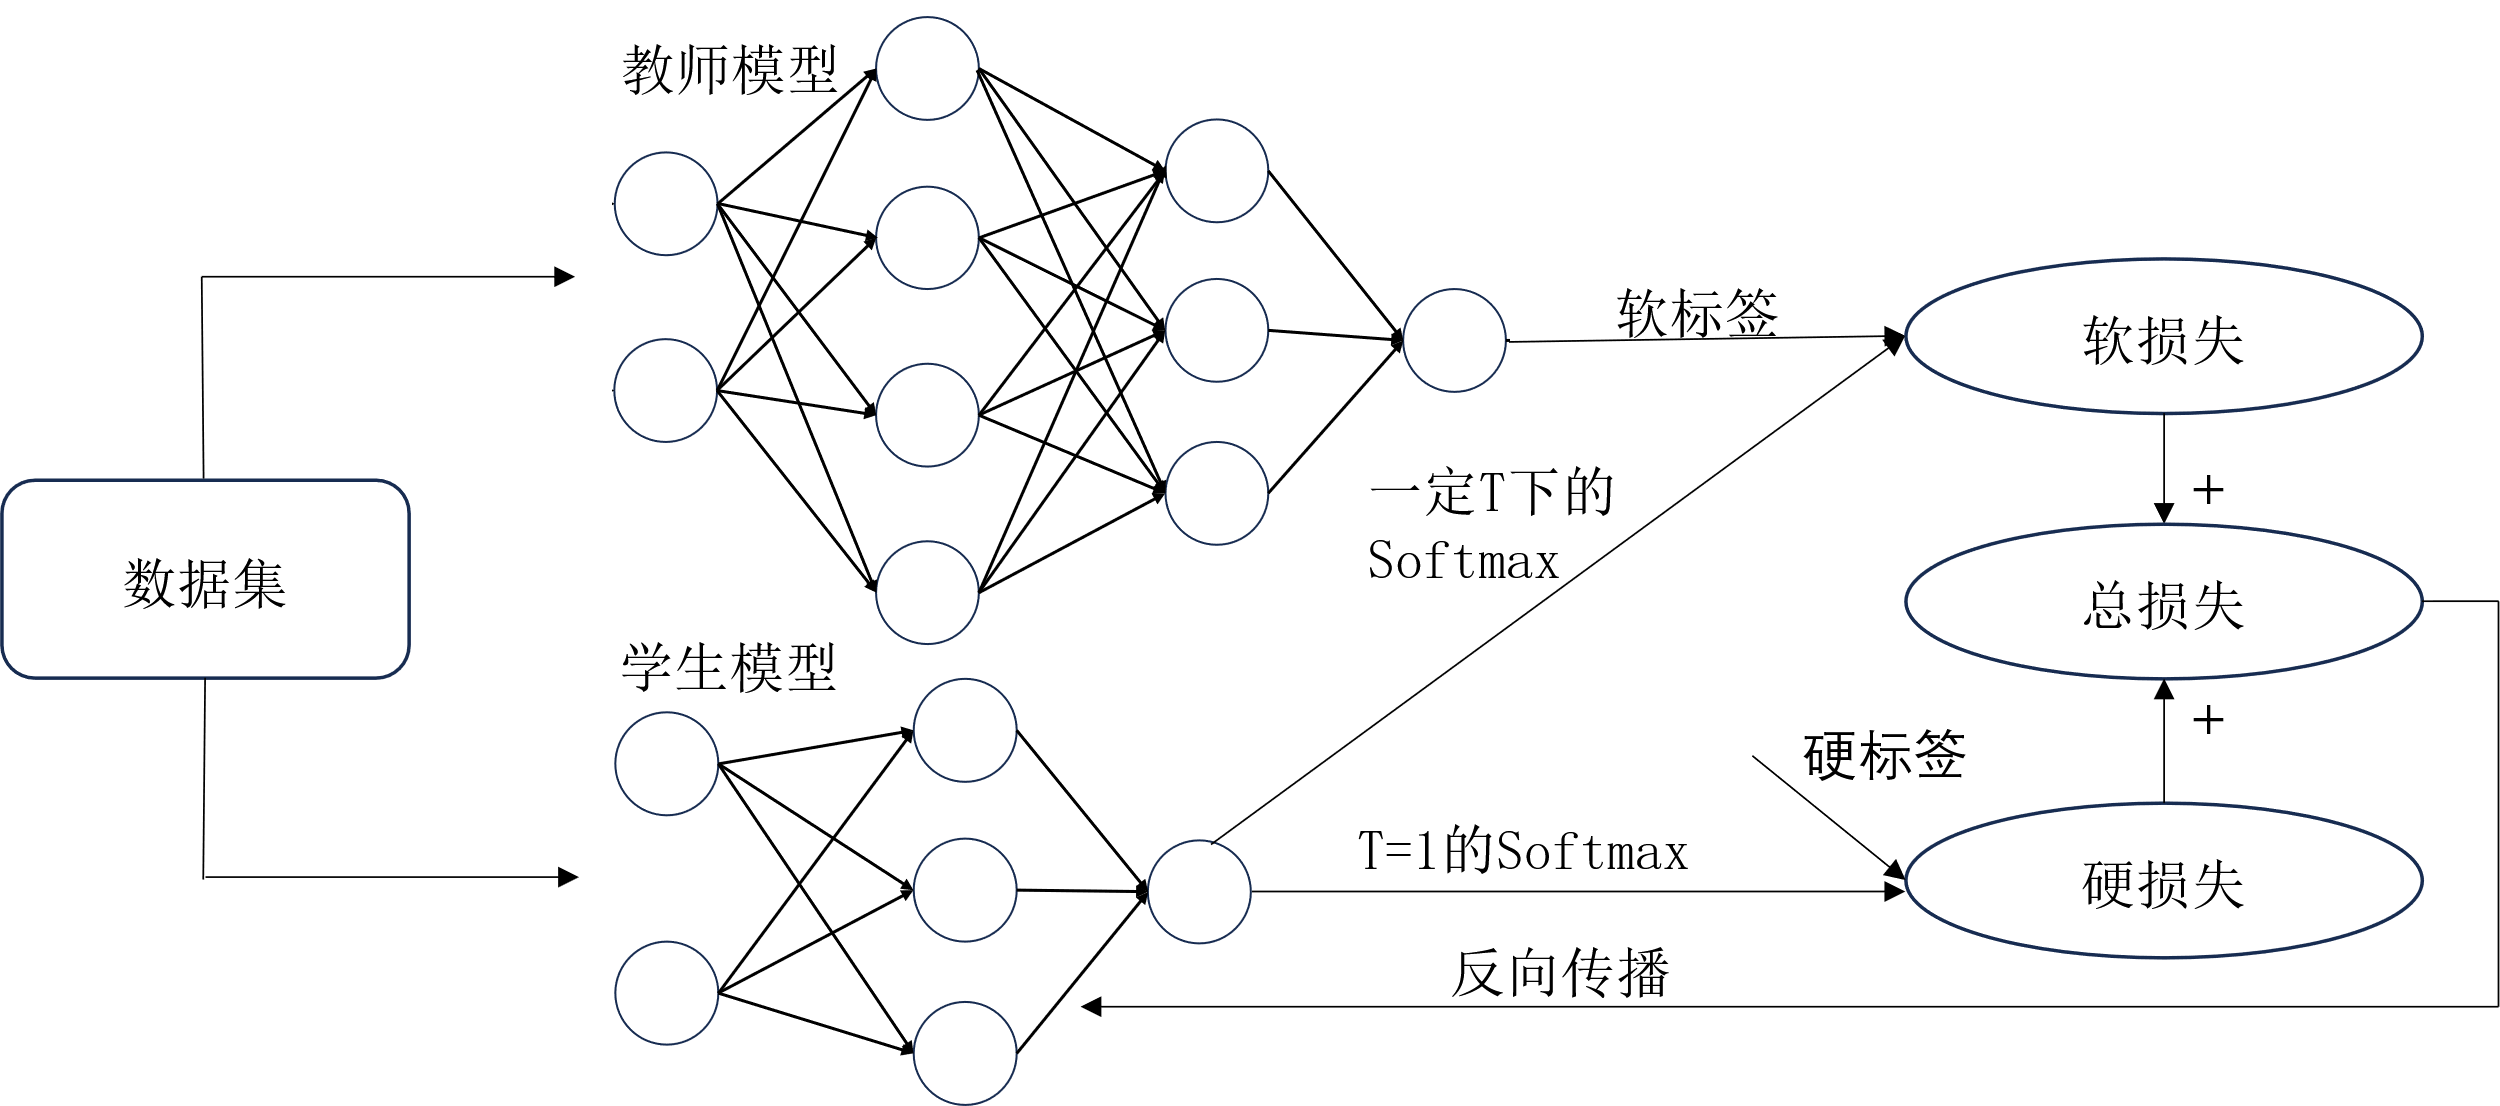 教师模型
软标签
软损失
一定T下的
Softmax
+
数据集
总损失
学生模型
+
硬标签
T=1的Softmax
硬损失
反向传播